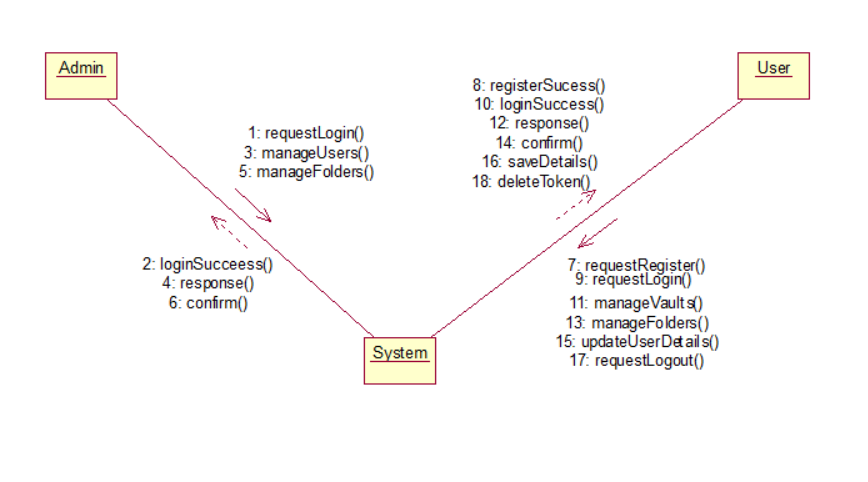 Admin
User
1: requestLogin()
3: manageUsers()
5: manageFolders()
8: registerSucess()
10: loginSuccess()
12: response()
14: confirm()
16: saveDetails()
18: deleteToken()
2: loginSucceess()
4: response()
6: confirm()
7: requestRegister()
9: requestLogin()
11: manageVaults()
13: manageFolders()
15: updateUserDetails()
17: requestLogout()
System